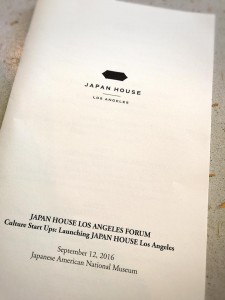 JAPAN HOUSE
LOS ANGELES
JAPAN HOUSE LOS ANGELES FORUM
Culture Start Ups: Launching JAPAN HOUSE Los Angeles
September 12, 2016
Japanese American National Museum